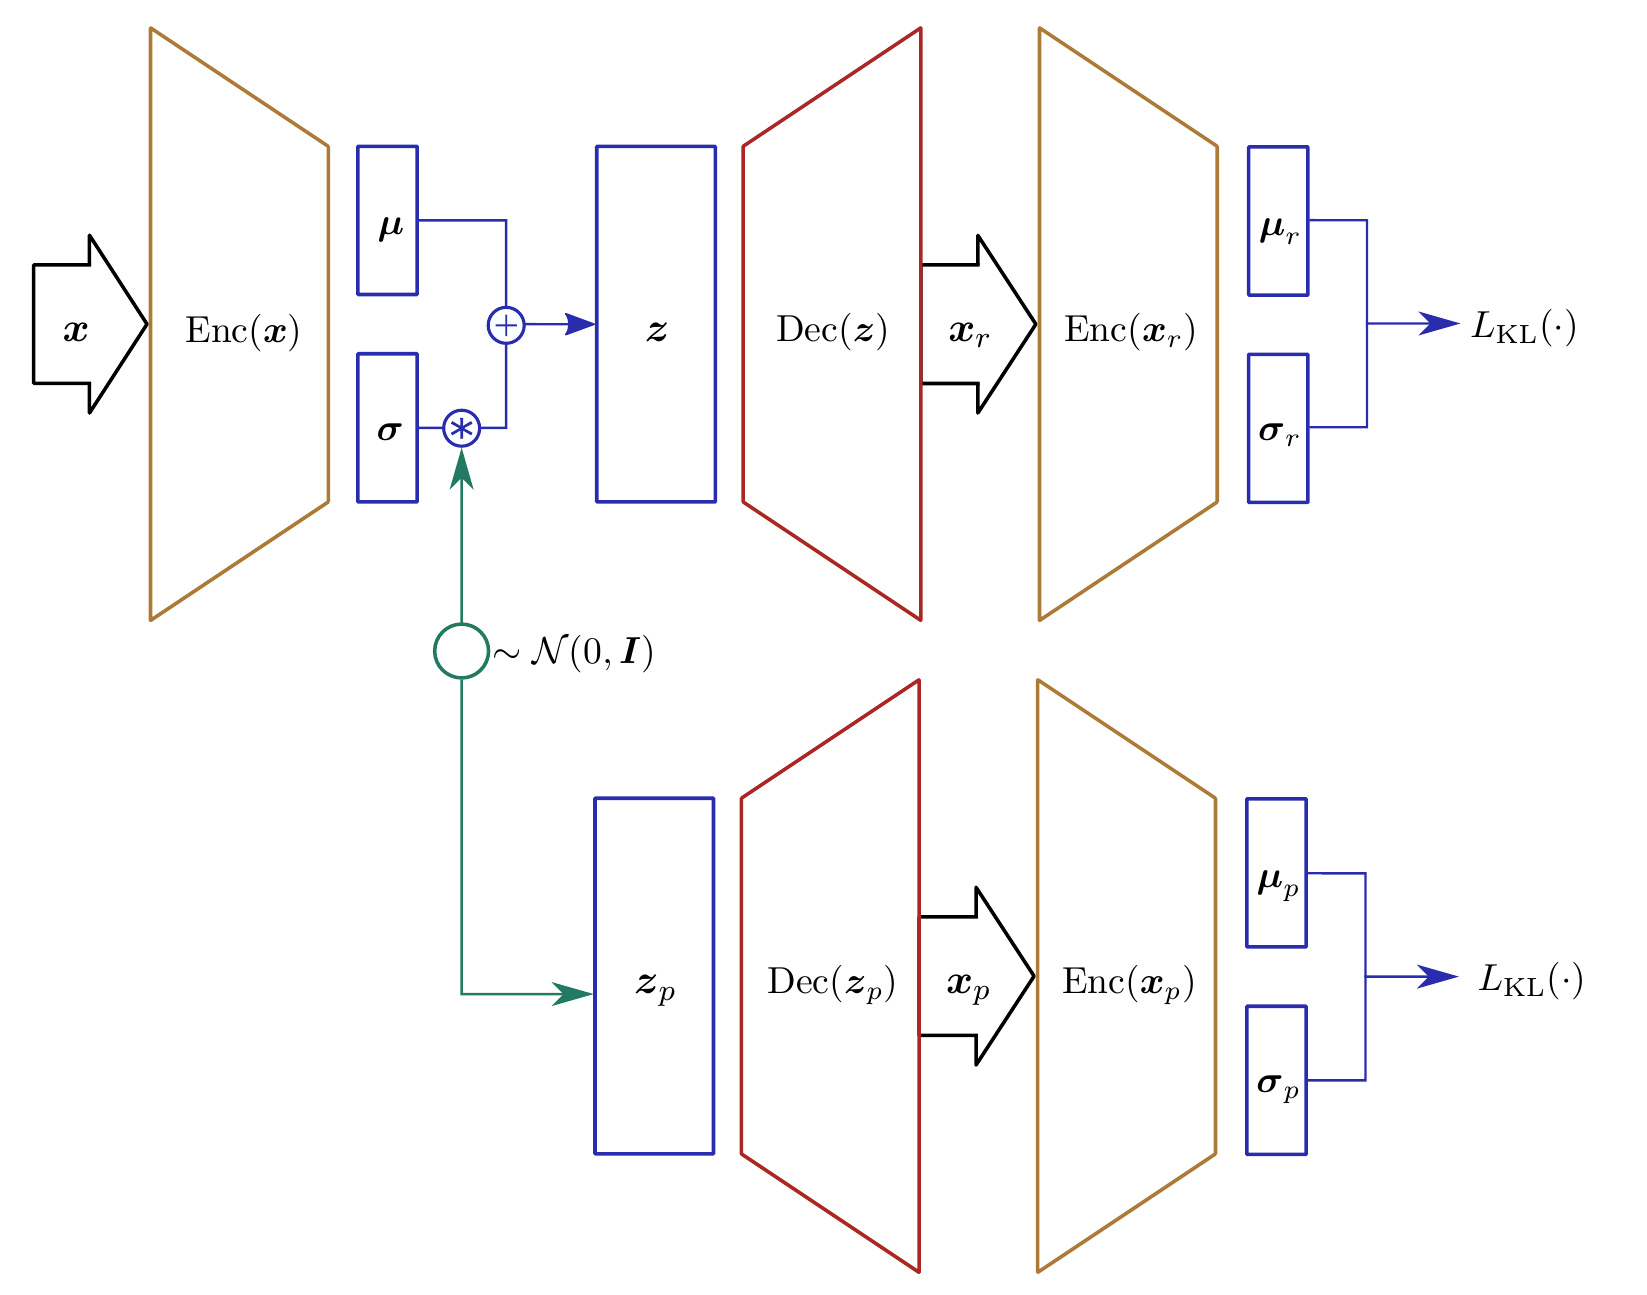 x
Enc(x)
μ
σ
z
Dec(z)
x_r
Enc(x_r)
μ_r
σ_r
L_KL(·)
∼ 𝒩(0, I)
z_p
Dec(z_p)
x_p
Enc(x_p)
μ_p
σ_p
L_KL(·)